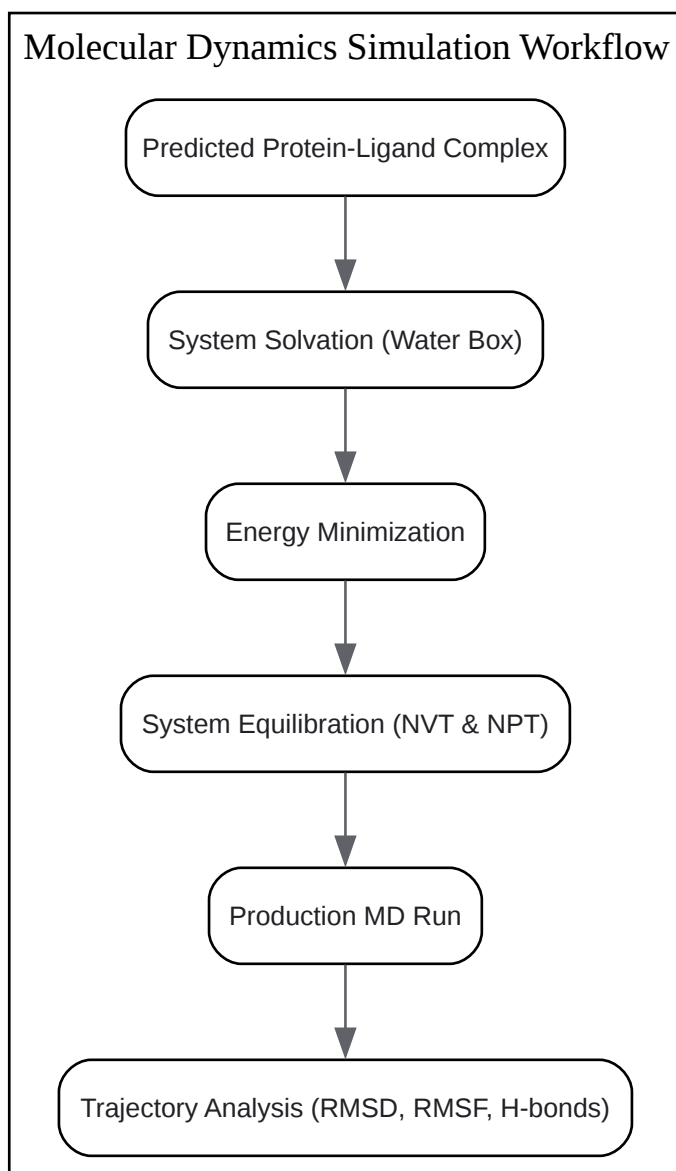 Molecular Dynamics Simulation Workflow
Predicted Protein-Ligand Complex
System Solvation (Water Box)
Energy Minimization
System Equilibration (NVT & NPT)
Production MD Run
Trajectory Analysis (RMSD, RMSF, H-bonds)